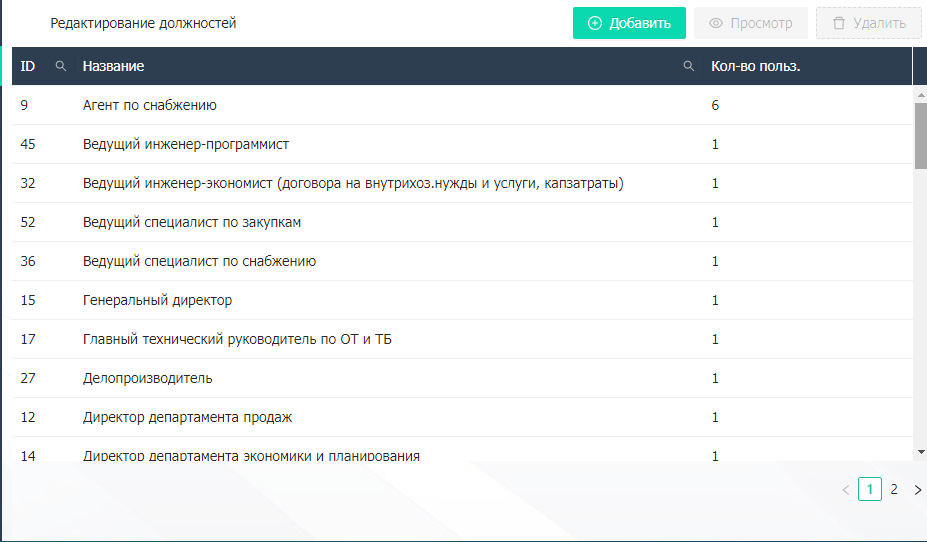 Редактирование должностей Добавить Просмотр Удалить
ID Название Кол-во польз.
9 Агент по снабжению 6
45 Ведущий инженер-программист 1
32 Ведущий инженер-экономист (договора на внутрихоз.нужды и услуги, капзатраты) 1
52 Ведущий специалист по закупкам 1
36 Ведущий специалист по снабжению 1
15 Генеральный директор 1
17 Главный технический руководитель по ОТ и ТБ 1
27 Делопроизводитель 1
12 Директор департамента продаж 1
14 Директор департамента экономики и планирования 1
1 2